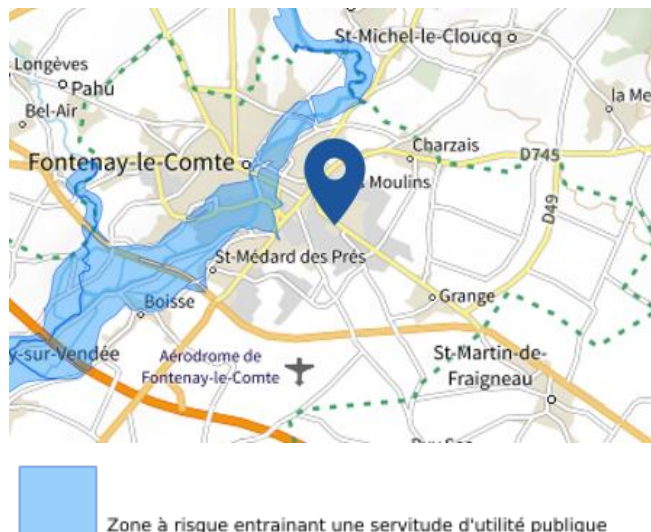 St-Michel-le-Cloucq
Longèves
Pahu
Bel-Air
la Me
Charzais
D745
Fontenay-le-Comte
Moulins
D49
St-Médard des Prés
Grange
Boisse
y-sur-Vendée
Aérodrome de
Fontenay-le-Comte
St-Martin-de-
Fraigneau
Zone à risque entrainant une servitude d'utilité publique